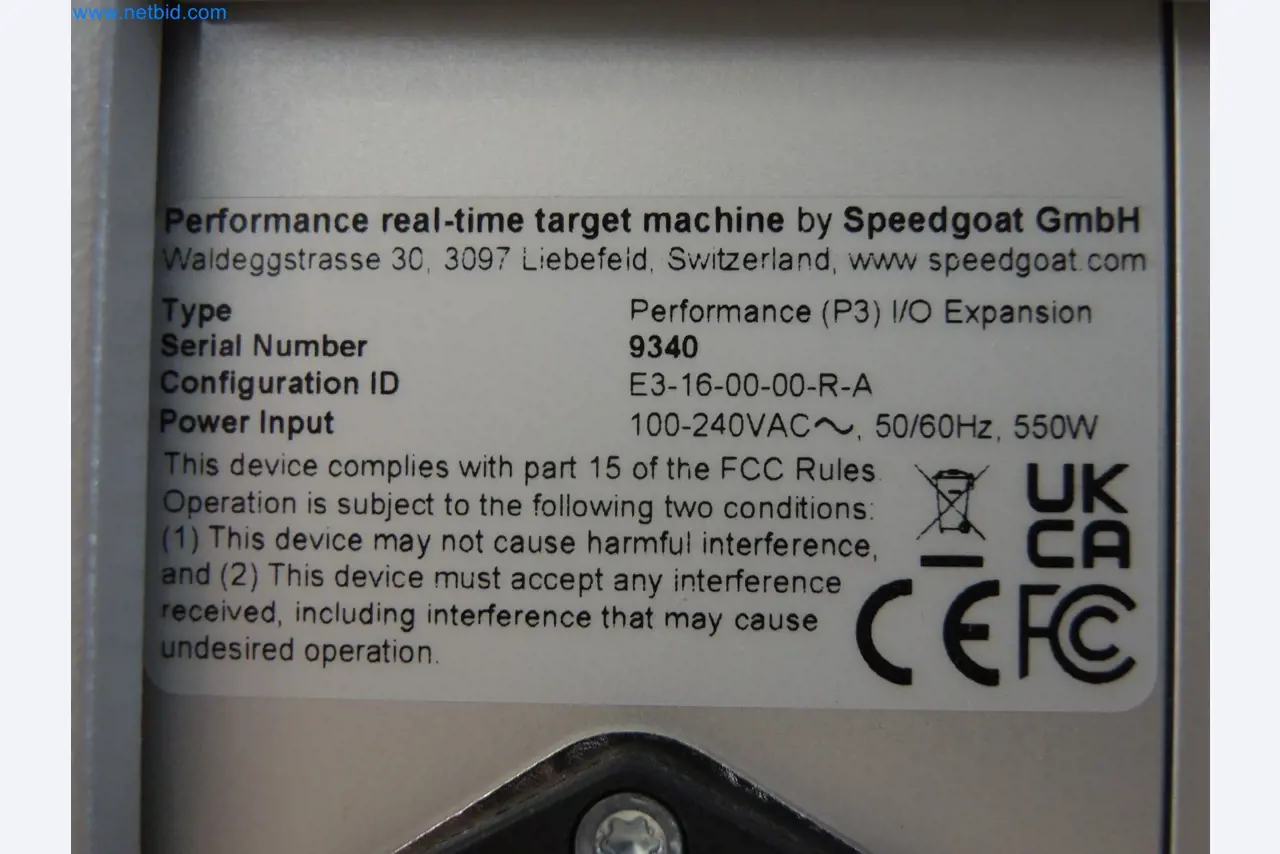 www.netbid.com
Performance real-time target machine by Speedgoat GmbH
Waldeggstrasse 30, 3097 Liebefeld, Switzerland, www.speedgoat.com
Type Performance (P3) I/O Expansion
Serial Number 9340
Configuration ID E3-16-00-00-R-A
Power Input 100-240VAC~, 50/60Hz, 550W
This device complies with part 15 of the FCC Rules.
Operation is subject to the following two conditions:
(1) This device may not cause harmful interference,
and (2) This device must accept any interference
received, including interference that may cause
undesired operation.
UK
CA
CE FC